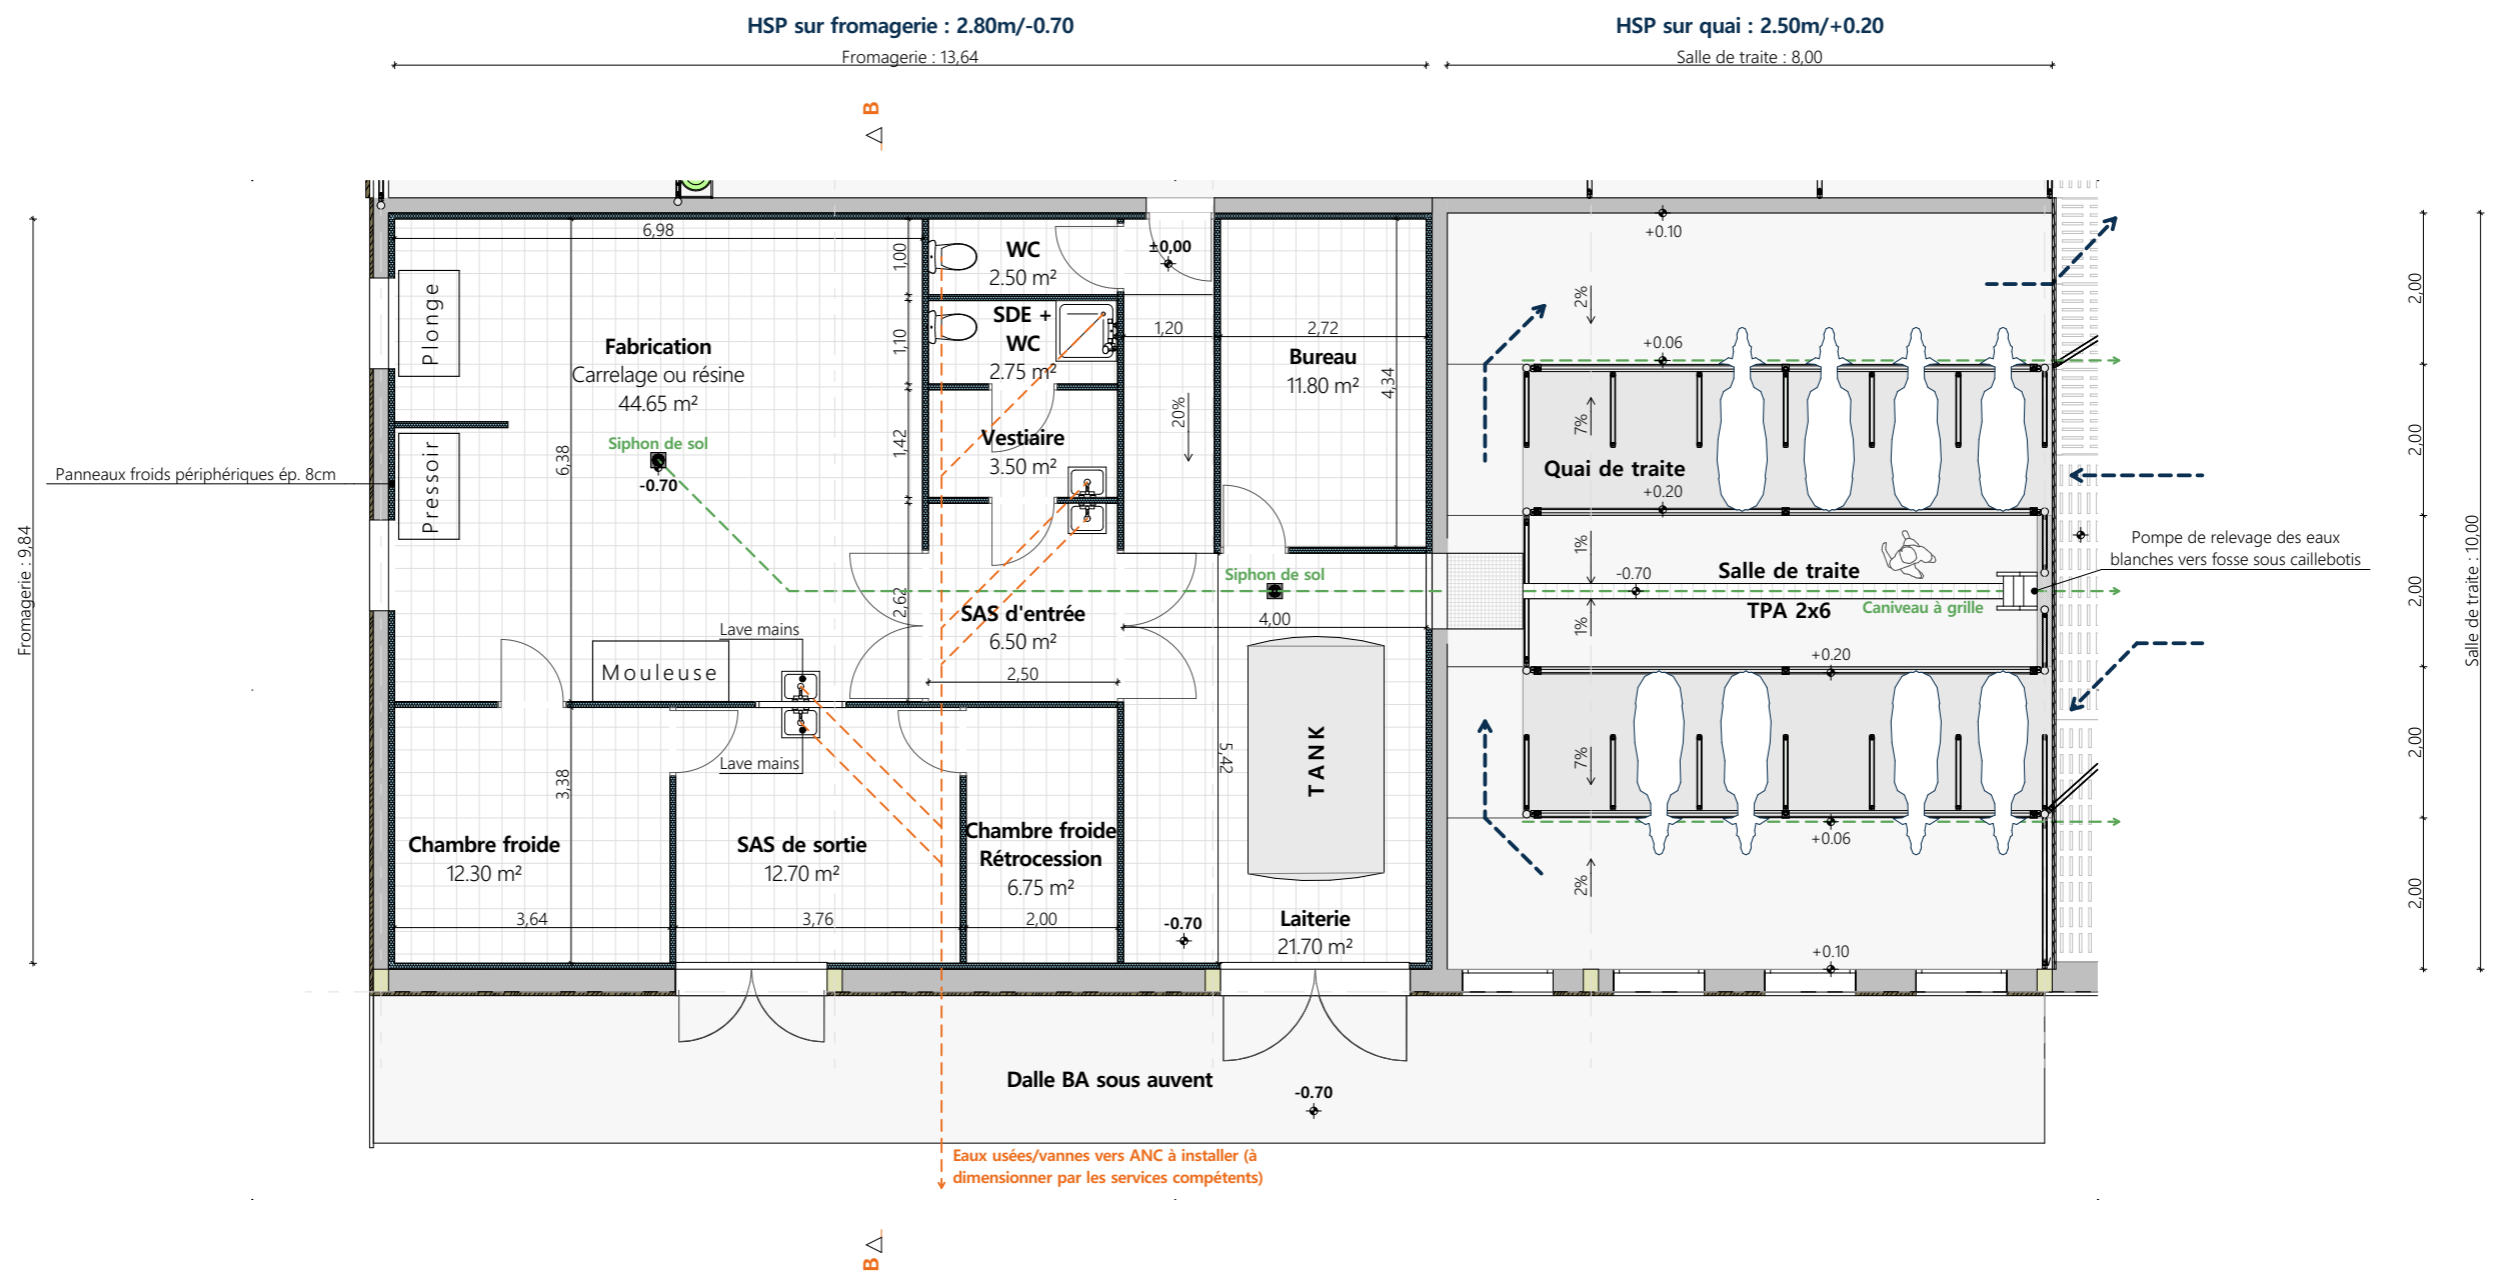 HSP sur fromagerie : 2.80m/-0.70
HSP sur quai : 2.50m/+0.20
Fromagerie : 13,64
Salle de traite : 8,00
B
6,98
1,00
WC
2.50 m²
±0,00
+0.10
2%
2,00
Plonge
SDE +
WC
2.75 m²
1,10
1,20
2,72
Fabrication
Carrelage ou résine
44.65 m²
Bureau
11.80 m²
4,34
+0.06
20%
7%
Siphon de sol
-0.70
6,38
1,42
Vestiaire
3.50 m²
Quai de traite
+0.20
2,00
Panneaux froids périphériques ép. 8cm
Pressoir
Fromagerie : 9,84
Salle de traite : 10,00
Pompe de relevage des eaux
blanches vers fosse sous caillebotis
1%
-0.70
Salle de traite
TPA 2x6
Caniveau à grille
1%
2,00
Siphon de sol
2,62
SAS d'entrée
6.50 m²
4,00
2,50
Lave mains
Mouleuse
+0.20
Lave mains
3,38
5,42
TANK
7%
2,00
Chambre froide
12.30 m²
SAS de sortie
12.70 m²
Chambre froide
Rétrocession
6.75 m²
+0.06
2%
2,00
3,64
3,76
2,00
-0.70
Laiterie
21.70 m²
+0.10
Dalle BA sous auvent
-0.70
Eaux usées/vannes vers ANC à installer (à
dimensionner par les services compétents)
B